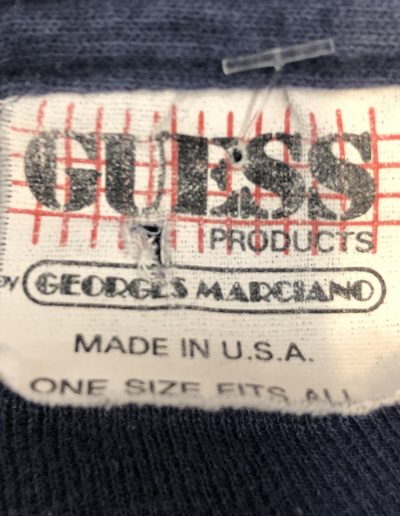 GUESS
PRODUCTS
BY GEORGES MARCIANO
MADE IN U.S.A.
ONE SIZE FITS ALL